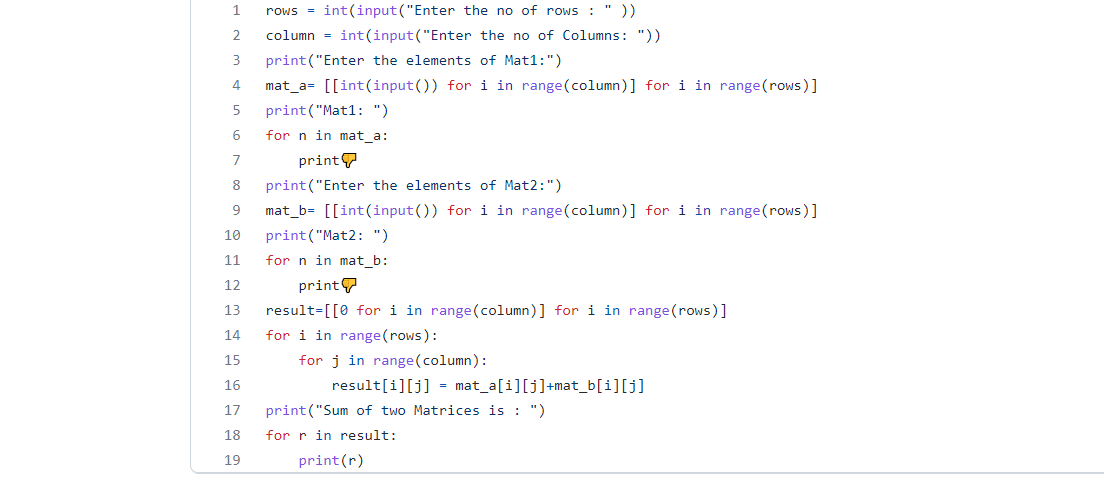 1 rows = int(input("Enter the no of rows : " ))
2 column = int(input("Enter the no of Columns: "))
3 print("Enter the elements of Mat1:")
4 mat_a= [[int(input()) for i in range(column)] for i in range(rows)]
5 print("Mat1: ")
6 for n in mat_a:
7     print👎
8 print("Enter the elements of Mat2:")
9 mat_b= [[int(input()) for i in range(column)] for i in range(rows)]
10 print("Mat2: ")
11 for n in mat_b:
12     print👎
13 result=[[0 for i in range(column)] for i in range(rows)]
14 for i in range(rows):
15     for j in range(column):
16         result[i][j] = mat_a[i][j]+mat_b[i][j]
17 print("Sum of two Matrices is : ")
18 for r in result:
19     print(r)